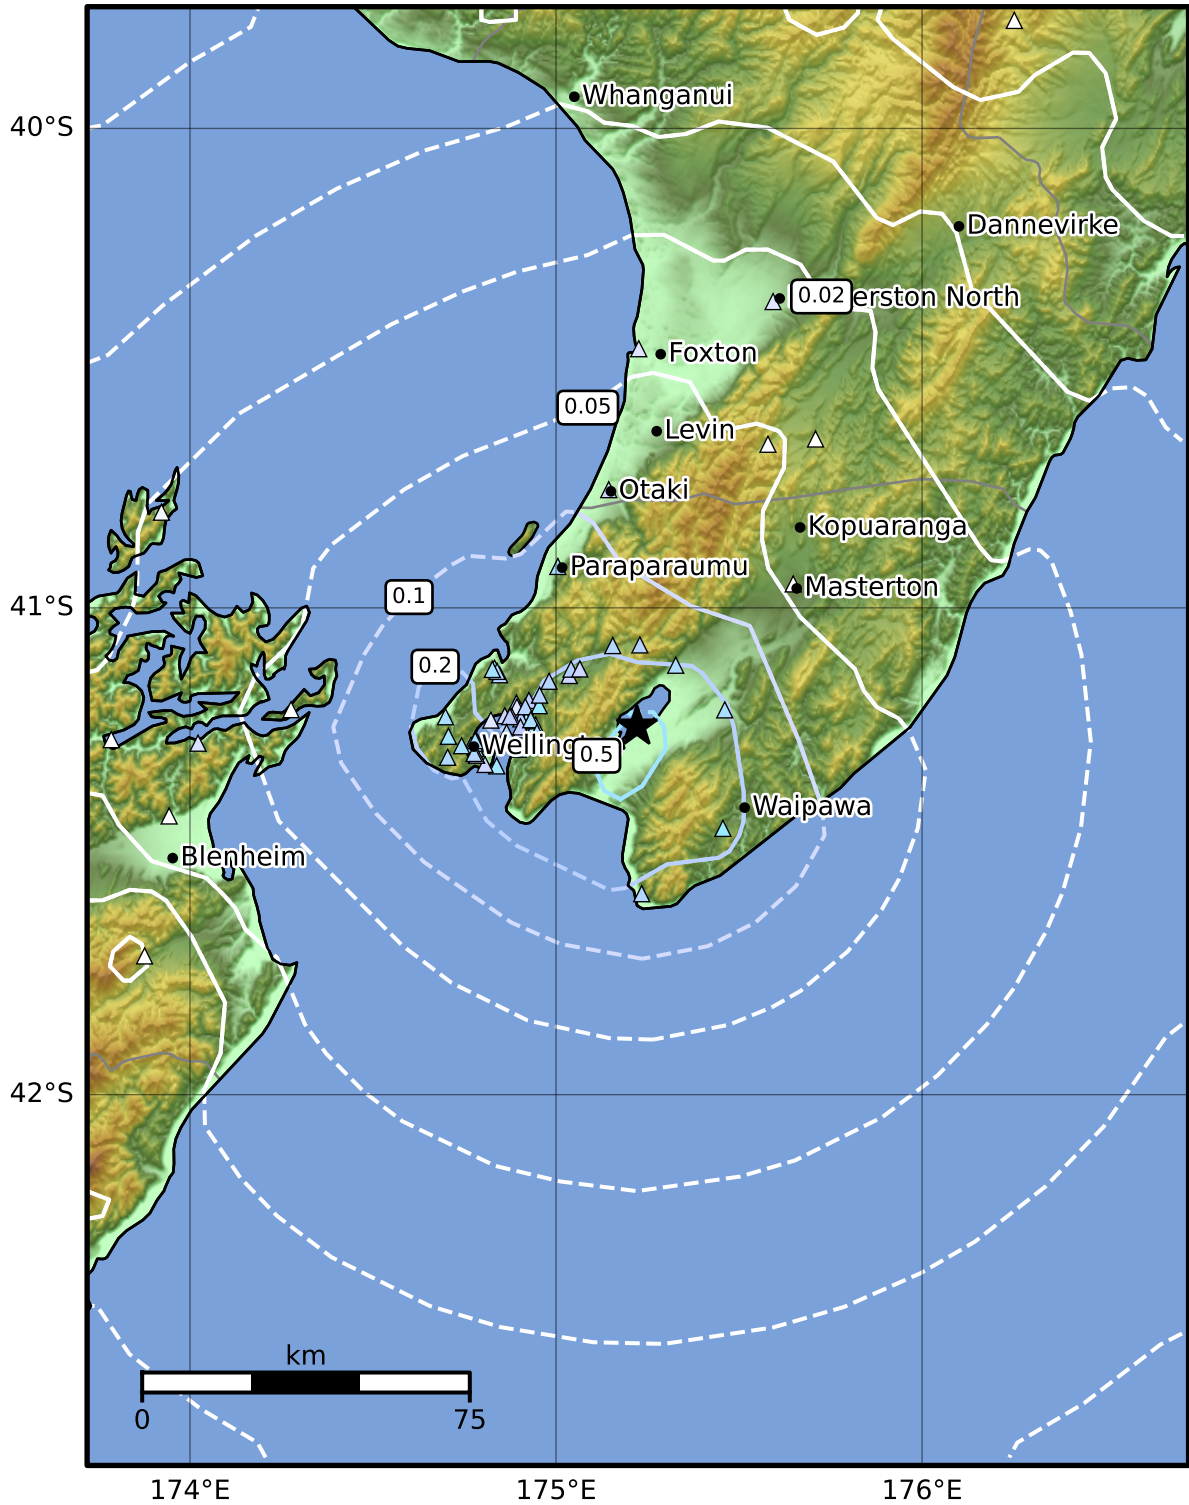 Whanganui
40°S
Dannevirke
0.02
erston North
Foxton
0.05
Levin
Otaki
Kopuaranga
Paraparaumu
Masterton
0.1
41°S
0.2
Welling
0.5
Waipawa
Blenheim
42°S
km
0
75
174°E
175°E
176°E